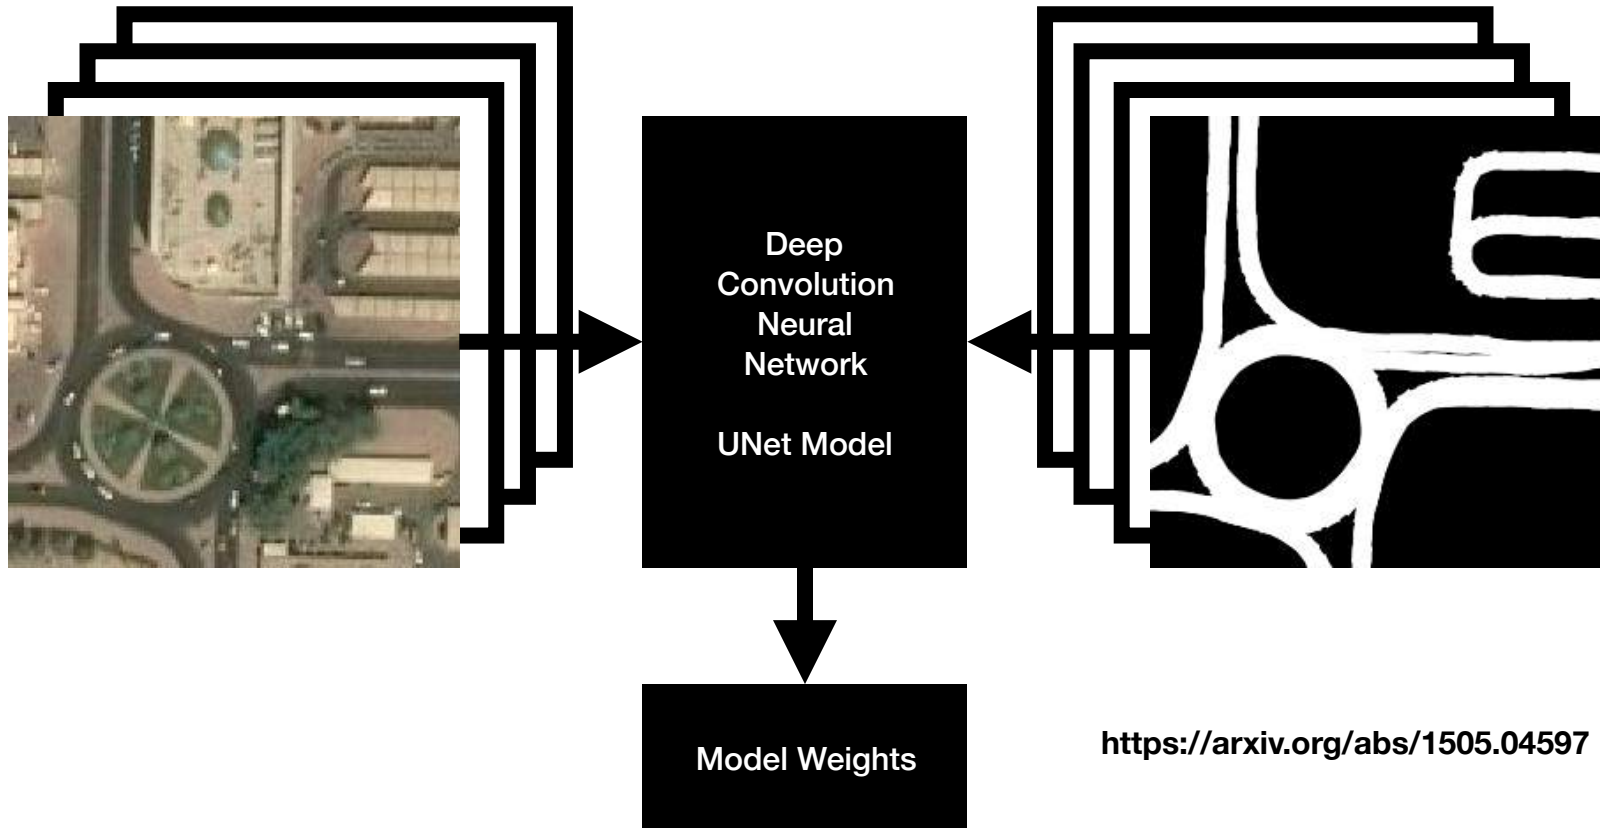 Deep
Convolution
Neural
Network
UNet Model
Model Weights
https://arxiv.org/abs/1505.04597